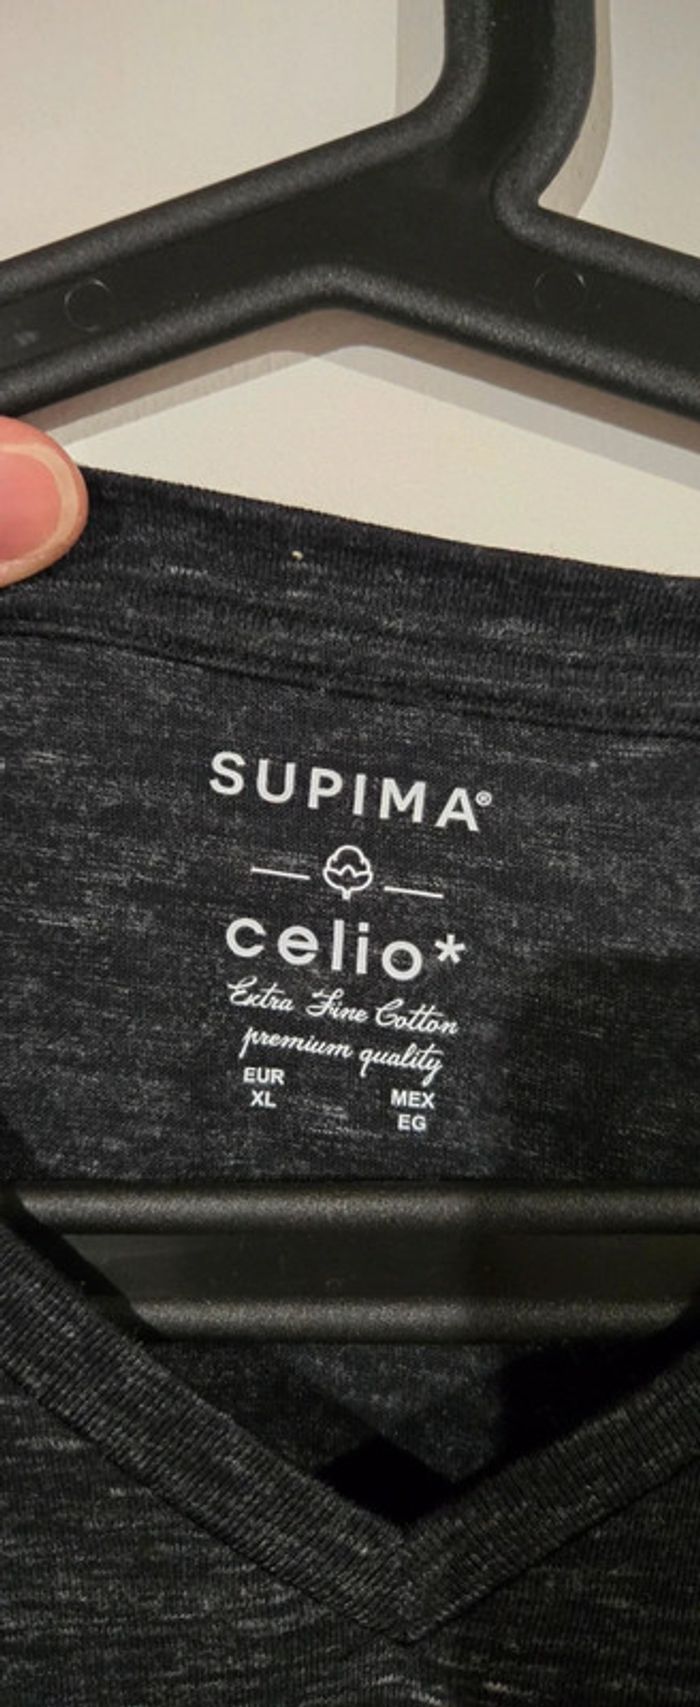 SUPIMA®
celio*
Extra Fine Cotton
premium quality
EUR MEX
XL EG